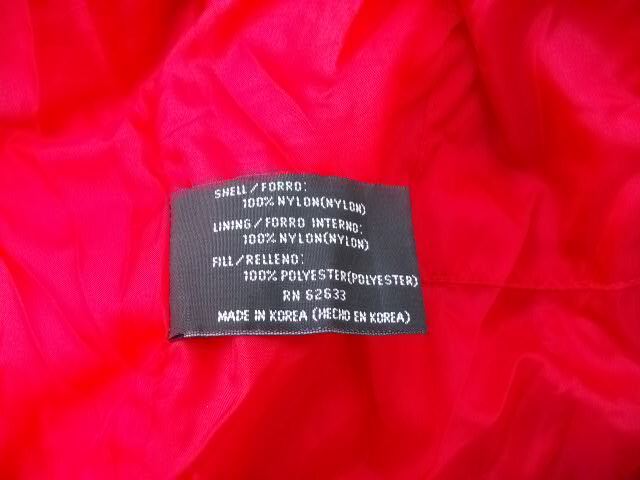 SHELL/FORRO:
100% NYLON(NYLON)
LINING/FORRO INTERNO:
100% NYLON(NYLON)
FILL/RELLENO:
100% POLYESTER(POLYESTER)
RN 62633
MADE IN KOREA (HECHO EN KOREA)